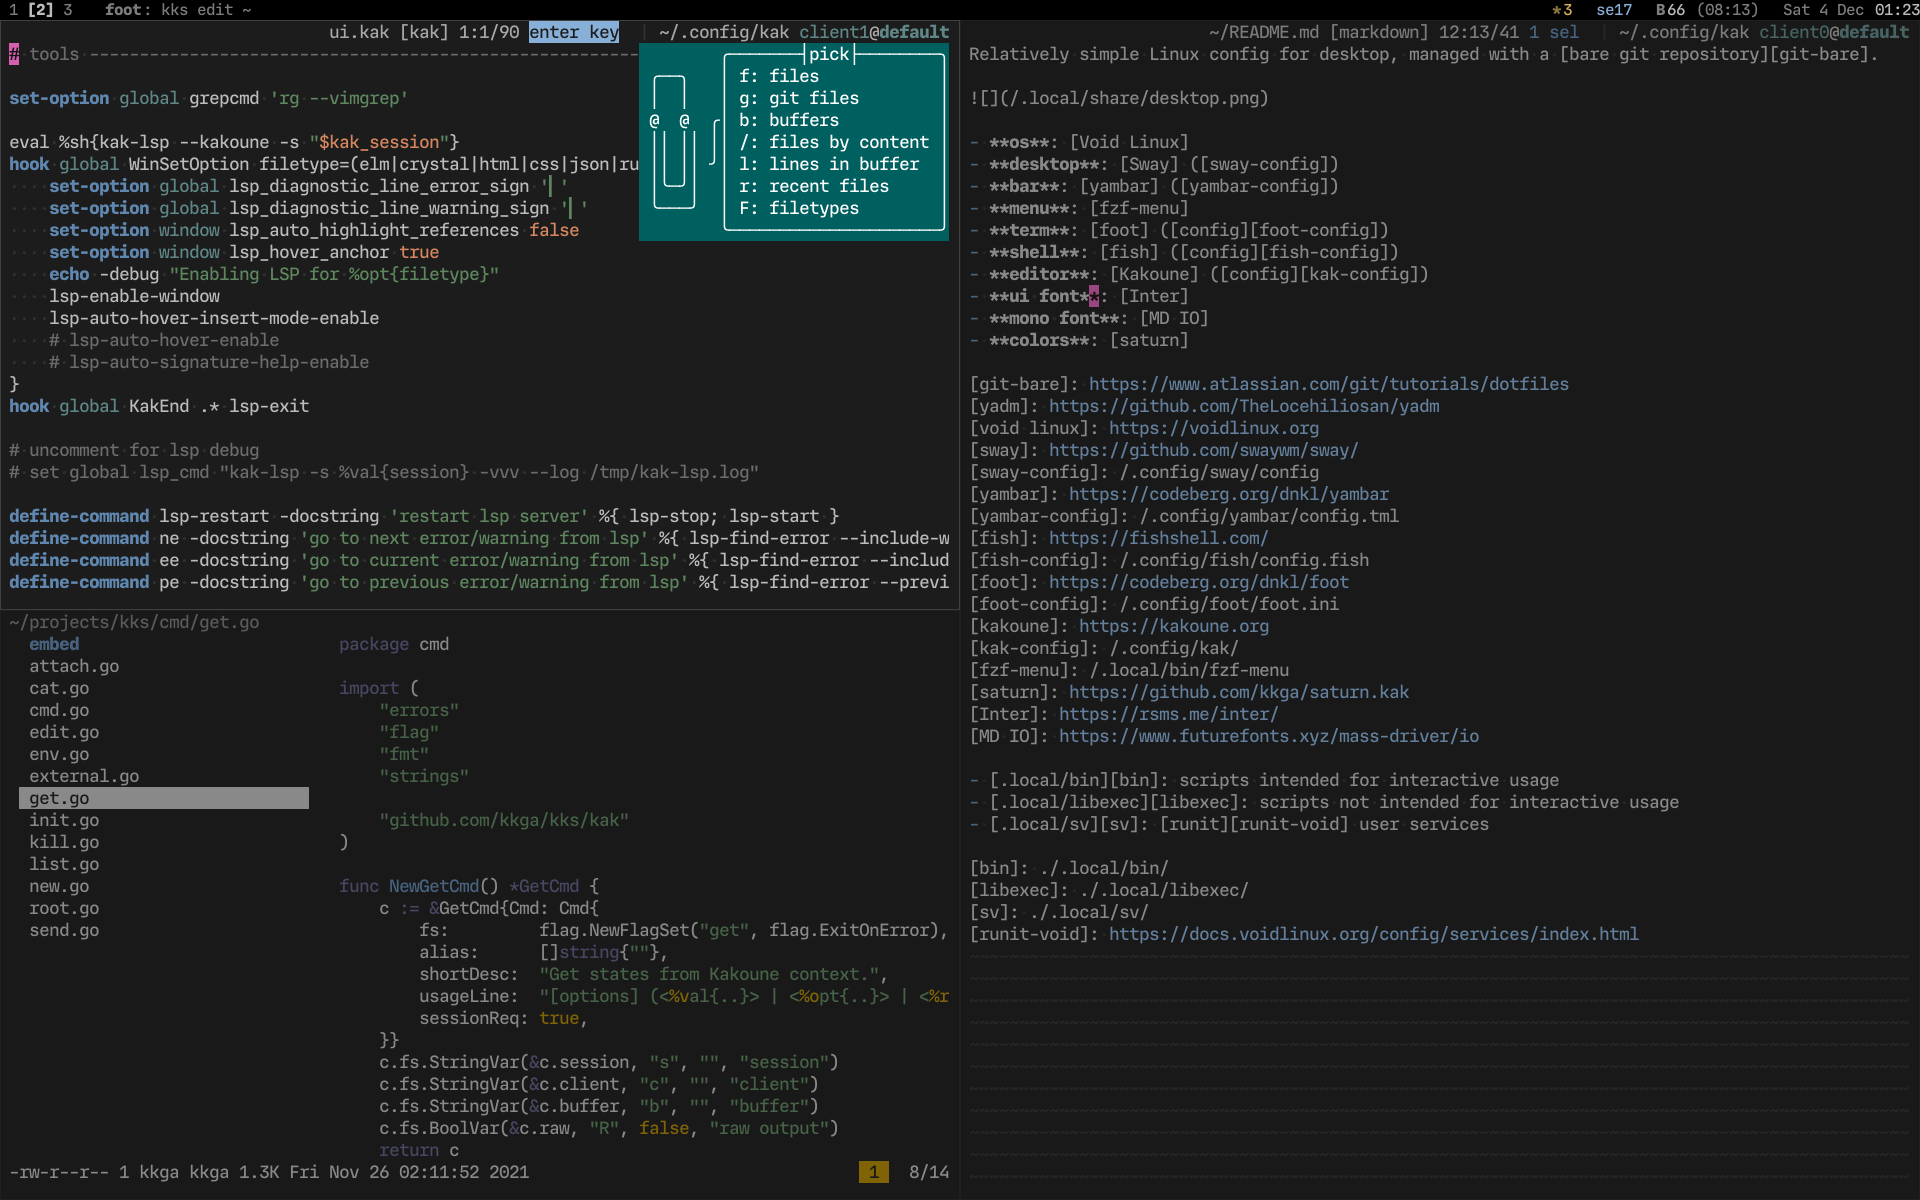 1 [2] 3   foot: kks edit ~   *3   se17   B66 (08:13)   Sat 4 Dec 01:23
ui.kak [kak] 1:1/90 enter key | ~/.config/kak client1@default
# tools
set-option global grepcmd 'rg --vimgrep'
eval %sh{kak-lsp --kakoune -s "$kak_session"}
hook global WinSetOption filetype=(elm|crystal|html|css|json|ru
set-option global lsp_diagnostic_line_error_sign '▏'
set-option global lsp_diagnostic_line_warning_sign '▏'
set-option window lsp_auto_highlight_references false
set-option window lsp_hover_anchor true
echo -debug "Enabling LSP for %opt{filetype}"
lsp-enable-window
lsp-auto-hover-insert-mode-enable
# lsp-auto-hover-enable
# lsp-auto-signature-help-enable
}
hook global KakEnd .* lsp-exit
# uncomment for lsp debug
# set global lsp_cmd "kak-lsp -s %val{session} -vvv --log /tmp/kak-lsp.log"
define-command lsp-restart -docstring 'restart lsp server' %{ lsp-stop; lsp-start }
define-command ne -docstring 'go to next error/warning from lsp' %{ lsp-find-error --include-w
define-command ee -docstring 'go to current error/warning from lsp' %{ lsp-find-error --includ
define-command pe -docstring 'go to previous error/warning from lsp' %{ lsp-find-error --previ
pick
f: files
g: git files
@ @ b: buffers
/: files by content
l: lines in buffer
r: recent files
F: filetypes
~/projects/kks/cmd/get.go
embed
attach.go
cat.go
cmd.go
edit.go
env.go
external.go
get.go
init.go
kill.go
list.go
new.go
root.go
send.go
package cmd
import (
"errors"
"flag"
"fmt"
"strings"
"github.com/kkga/kks/kak"
)
func NewGetCmd() *GetCmd {
c := &GetCmd{Cmd: Cmd{
fs: flag.NewFlagSet("get", flag.ExitOnError),
alias: []string{""},
shortDesc: "Get states from Kakoune context.",
usageLine: "[options] (<%val{..}> | <%opt{..}> | <%r
sessionReq: true,
}}
c.fs.StringVar(&c.session, "s", "", "session")
c.fs.StringVar(&c.client, "c", "", "client")
c.fs.StringVar(&c.buffer, "b", "", "buffer")
c.fs.BoolVar(&c.raw, "R", false, "raw output")
return c
-rw-r--r-- 1 kkga kkga 1.3K Fri Nov 26 02:11:52 2021   1   8/14
~/README.md [markdown] 12:13/41 1 sel | ~/.config/kak client0@default
Relatively simple Linux config for desktop, managed with a [bare git repository][git-bare].
![](/.local/share/desktop.png)
- **os**: [Void Linux]
- **desktop**: [Sway] ([sway-config])
- **bar**: [yambar] ([yambar-config])
- **menu**: [fzf-menu]
- **term**: [foot] ([config][foot-config])
- **shell**: [fish] ([config][fish-config])
- **editor**: [Kakoune] ([config][kak-config])
- **ui font**: [Inter]
- **mono font**: [MD IO]
- **colors**: [saturn]
[git-bare]: https://www.atlassian.com/git/tutorials/dotfiles
[yadm]: https://github.com/TheLocehiliosan/yadm
[void linux]: https://voidlinux.org
[sway]: https://github.com/swaywm/sway/
[sway-config]: /.config/sway/config
[yambar]: https://codeberg.org/dnkl/yambar
[yambar-config]: /.config/yambar/config.tml
[fish]: https://fishshell.com/
[fish-config]: /.config/fish/config.fish
[foot]: https://codeberg.org/dnkl/foot
[foot-config]: /.config/foot/foot.ini
[kakoune]: https://kakoune.org
[kak-config]: /.config/kak/
[fzf-menu]: /.local/bin/fzf-menu
[saturn]: https://github.com/kkga/saturn.kak
[Inter]: https://rsms.me/inter/
[MD IO]: https://www.futurefonts.xyz/mass-driver/io
- [.local/bin][bin]: scripts intended for interactive usage
- [.local/libexec][libexec]: scripts not intended for interactive usage
- [.local/sv][sv]: [runit][runit-void] user services
[bin]: ./.local/bin/
[libexec]: ./.local/libexec/
[sv]: ./.local/sv/
[runit-void]: https://docs.voidlinux.org/config/services/index.html